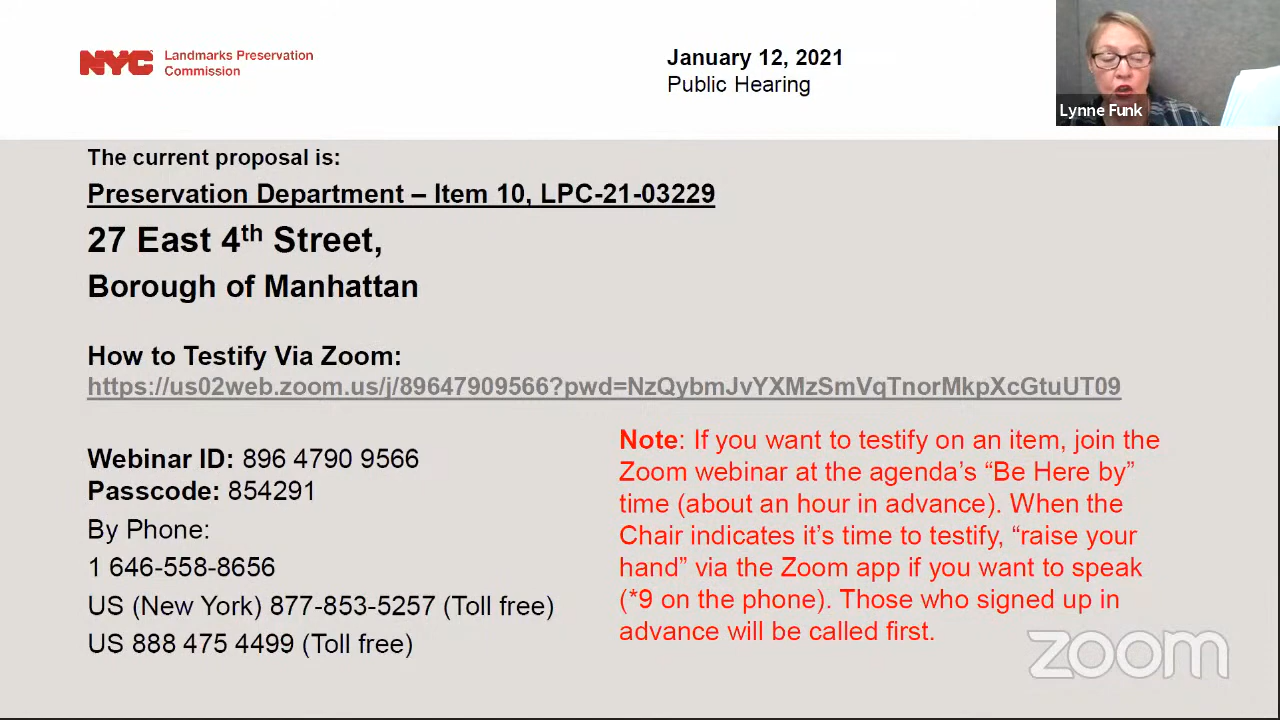 NYC Landmarks Preservation
Commission
January 12, 2021
Public Hearing
Lynne Funk
The current proposal is:
Preservation Department – Item 10, LPC-21-03229
27 East 4th Street,
Borough of Manhattan
How to Testify Via Zoom:
https://us02web.zoom.us/j/89647909566?pwd=NzQybmJvYXMzSmVqTnorMkpXcGtuUT09
Webinar ID: 896 4790 9566
Passcode: 854291
By Phone:
1 646-558-8656
US (New York) 877-853-5257 (Toll free)
US 888 475 4499 (Toll free)
Note: If you want to testify on an item, join the
Zoom webinar at the agenda’s “Be Here by”
time (about an hour in advance). When the
Chair indicates it’s time to testify, “raise your
hand” via the Zoom app if you want to speak
(*9 on the phone). Those who signed up in
advance will be called first.
zoom